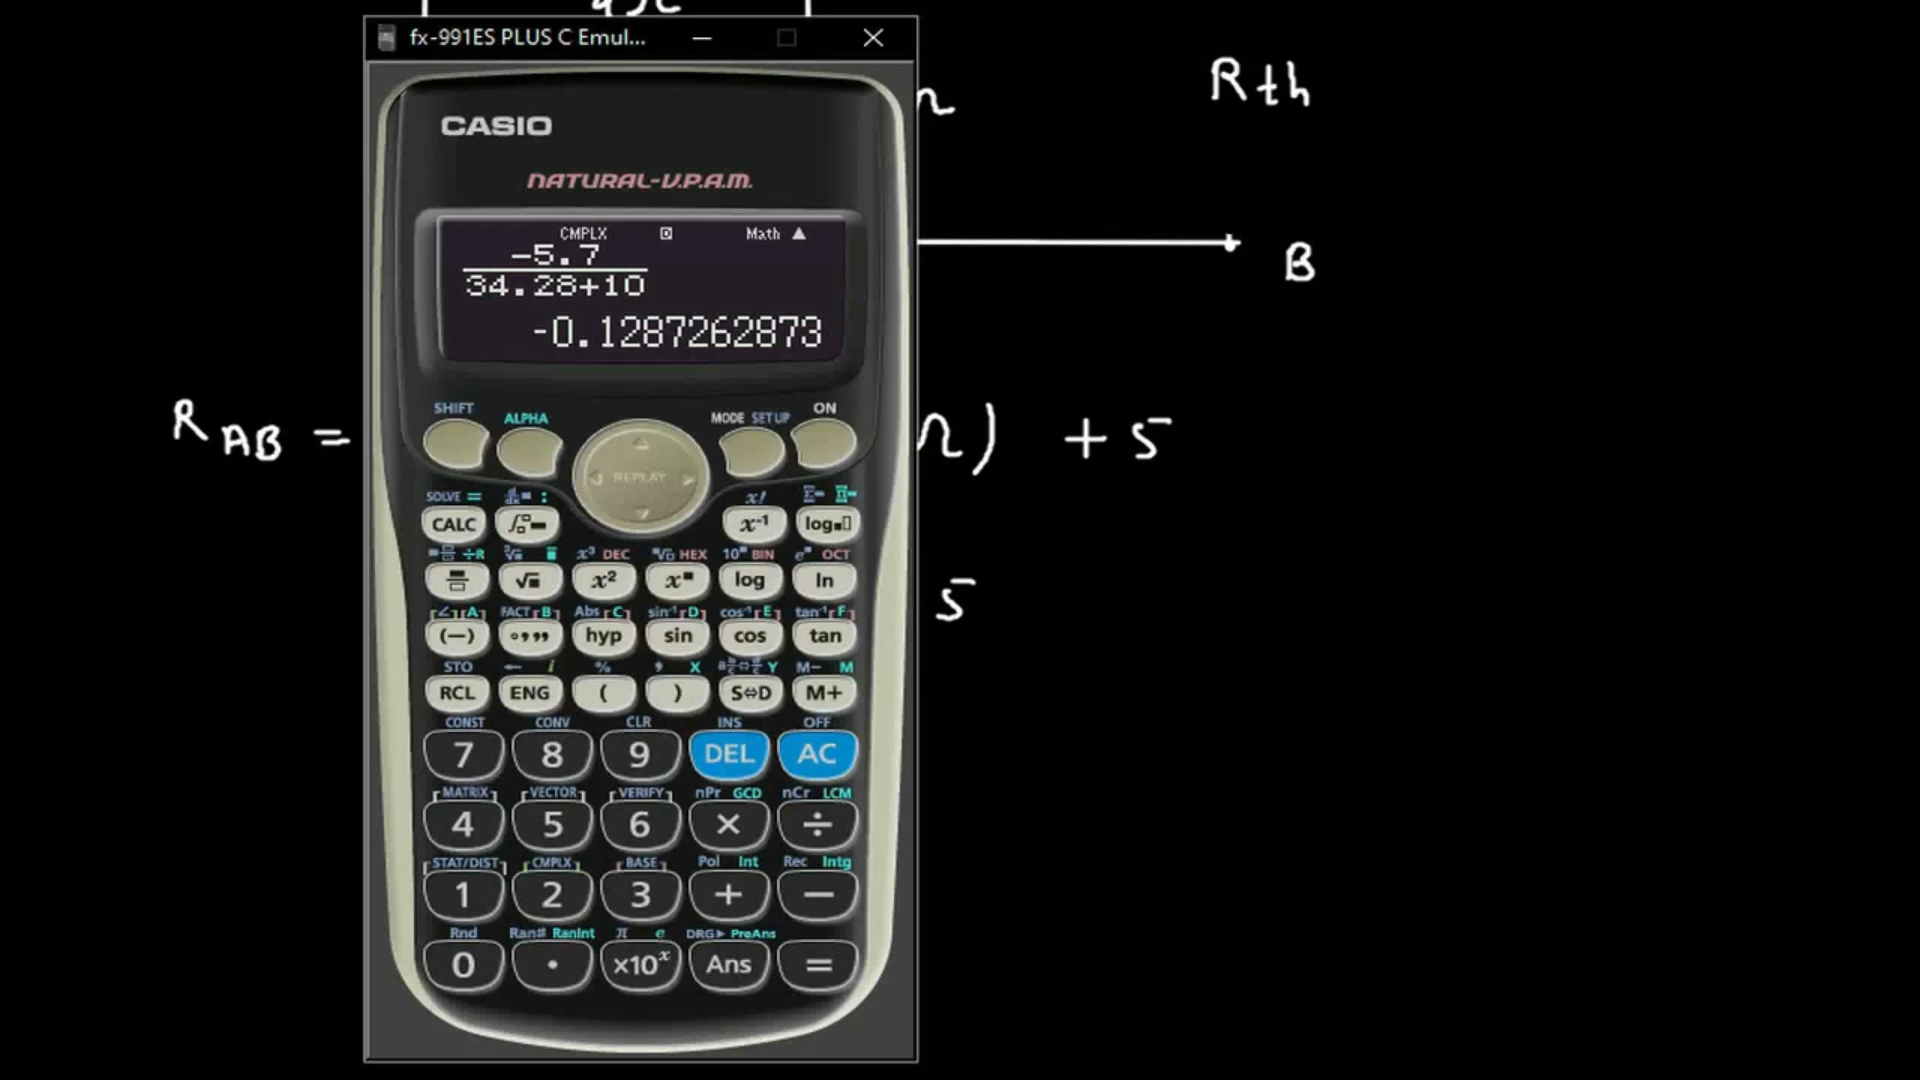 fx-991ES PLUS C Emul...
Rth
CASIO
NATURAL-V.P.A.M.
CMPLX D Math ▲
-5.7
34.28+10
-0.1287262873
B
SHIFT ALPHA MODE SETUP ON
REPLAY
R AB = ) + 5
SOLVE = : x!
CALC x⁻¹ log
÷R x³ DEC HEX 10 BIN e OCT
√ x² x log ln
∠ A FACT B Abs C sin⁻¹ D cos⁻¹ E tan⁻¹ F
5
(−) hyp sin cos tan
STO ← i % , X Y M− M
RCL ENG ( ) S⇔D M+
CONST CONV CLR INS OFF
7 8 9 DEL AC
MATRIX VECTOR VERIFY nPr GCD nCr LCM
4 5 6 × ÷
STAT/DIST CMPLX BASE Pol Int Rec Intg
1 2 3 + −
Rnd Ran# RanInt π e DRG► PreAns
0 . ×10ˣ Ans =